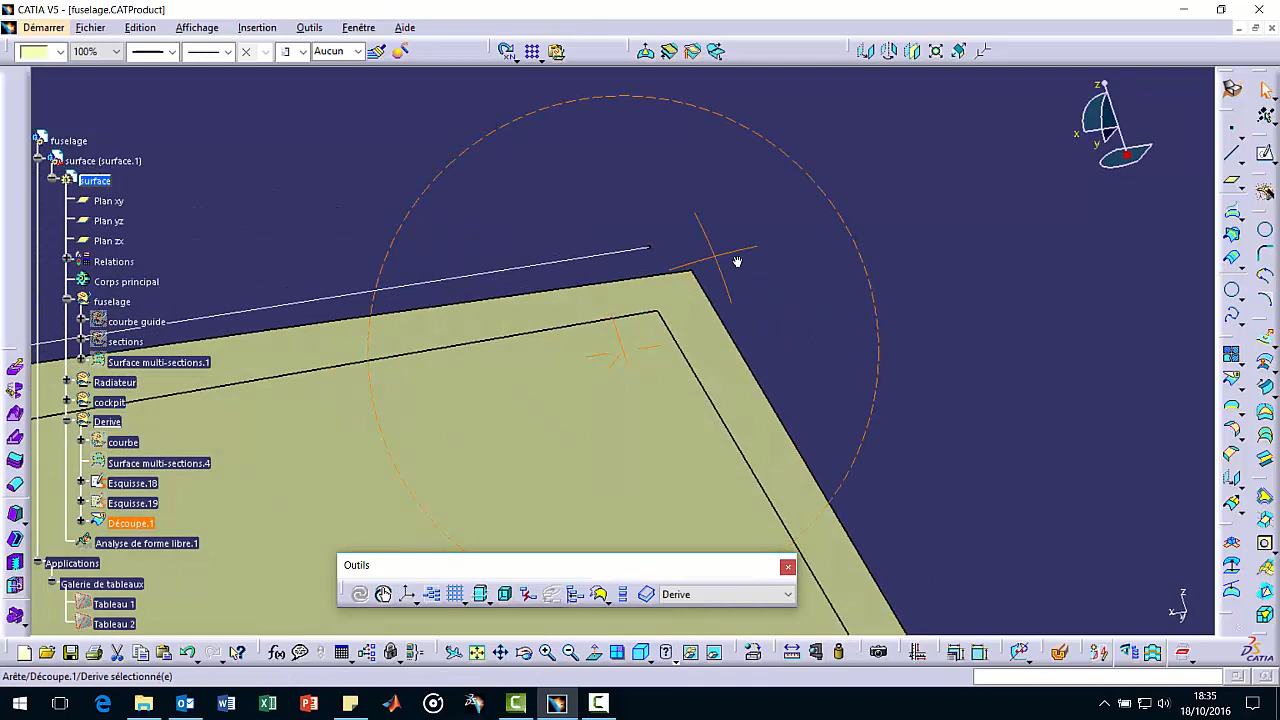 CATIA V5 - [fuselage.CATProduct]
Démarrer Fichier Edition Affichage Insertion Outils Fenêtre Aide
100% Aucun
z
x
y
fuselage
surface (surface.1)
surface
Plan xy
Plan yz
Plan zx
Relations
Corps principal
fuselage
courbe guide
sections
Surface multi-sections.1
Radiateur
cockpit
Derive
courbe
Surface multi-sections.4
Esquisse.18
Esquisse.19
Découpe.1
Analyse de forme libre.1
Applications
Galerie de tableaux
Tableau 1
Tableau 2
Outils
Derive
z
x
y
Arête/Découpe.1/Derive sélectionné(e)
18:35
18/10/2016